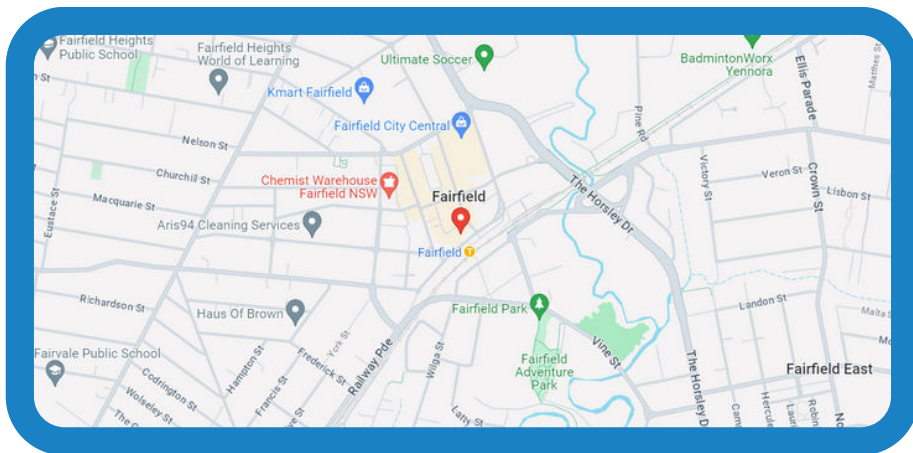 Fairfield Heights
Public School
Fairfield Heights
World of Learning
Ultimate Soccer
BadmintonWorx
Yennora
Ellis Parade
n St
Kmart Fairfield
Pine Rd
Fairfield City Central
Nelson St
Churchill St
Chemist Warehouse
Fairfield NSW
Fairfield
The Horsley Dr
Victory St
Veron St
Crown St
Lisbon St
Macquarie St
Eustace St
Aris94 Cleaning Services
Fairfield
T
Richardson St
Haus Of Brown
Fairfield Park
Landon St
York St
Railway Pde
Wilga St
Vine St
Fairvale Public School
Hampton St
Frederick St
Fairfield
Adventure
Park
The Horsley D
Fairfield East
Codrington St
Francis St
Wolseley St
Latty St
Hercule
Robin
No